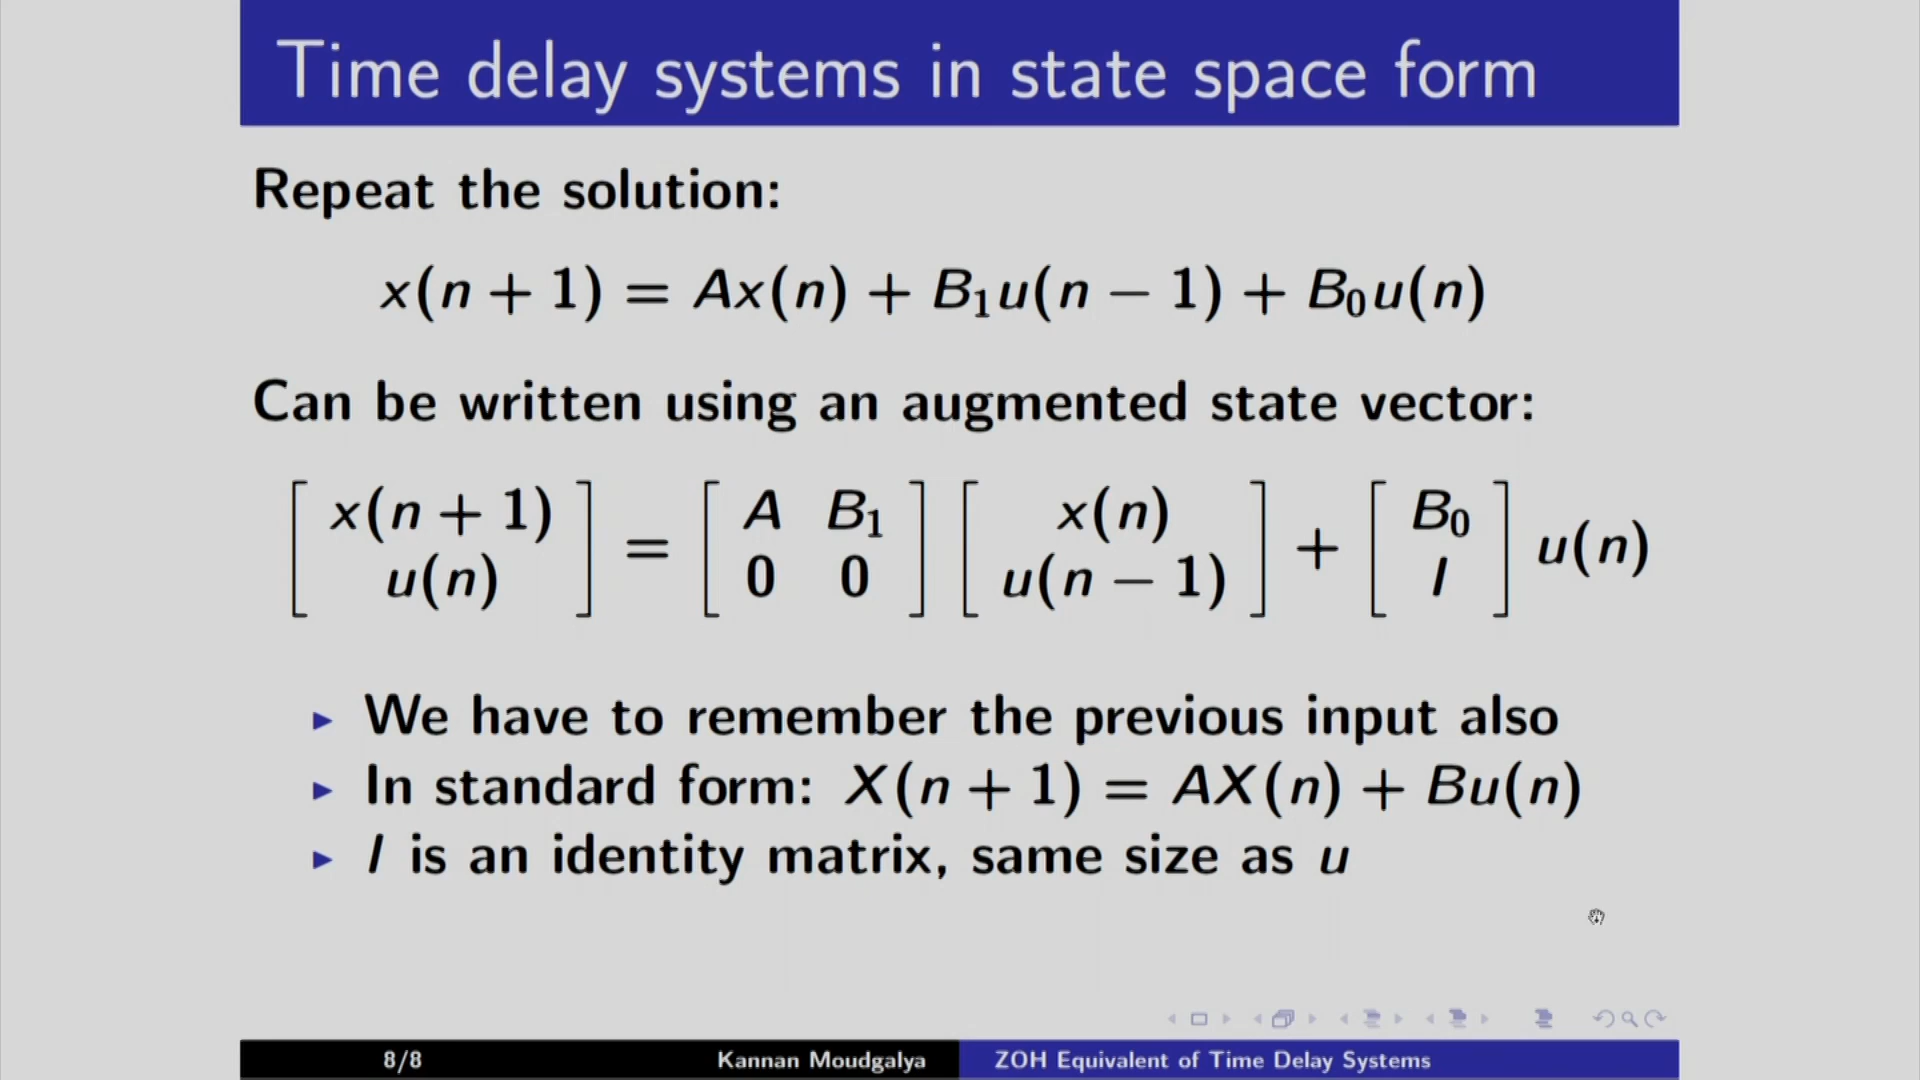 Time delay systems in state space form
Repeat the solution:
x(n + 1) = Ax(n) + B₁u(n − 1) + B₀u(n)
Can be written using an augmented state vector:
[ x(n + 1) ; u(n) ] = [ A B₁ ; 0 0 ] [ x(n) ; u(n − 1) ] + [ B₀ ; I ] u(n)
▶ We have to remember the previous input also
▶ In standard form: X(n + 1) = AX(n) + Bu(n)
▶ I is an identity matrix, same size as u
8/8 Kannan Moudgalya ZOH Equivalent of Time Delay Systems